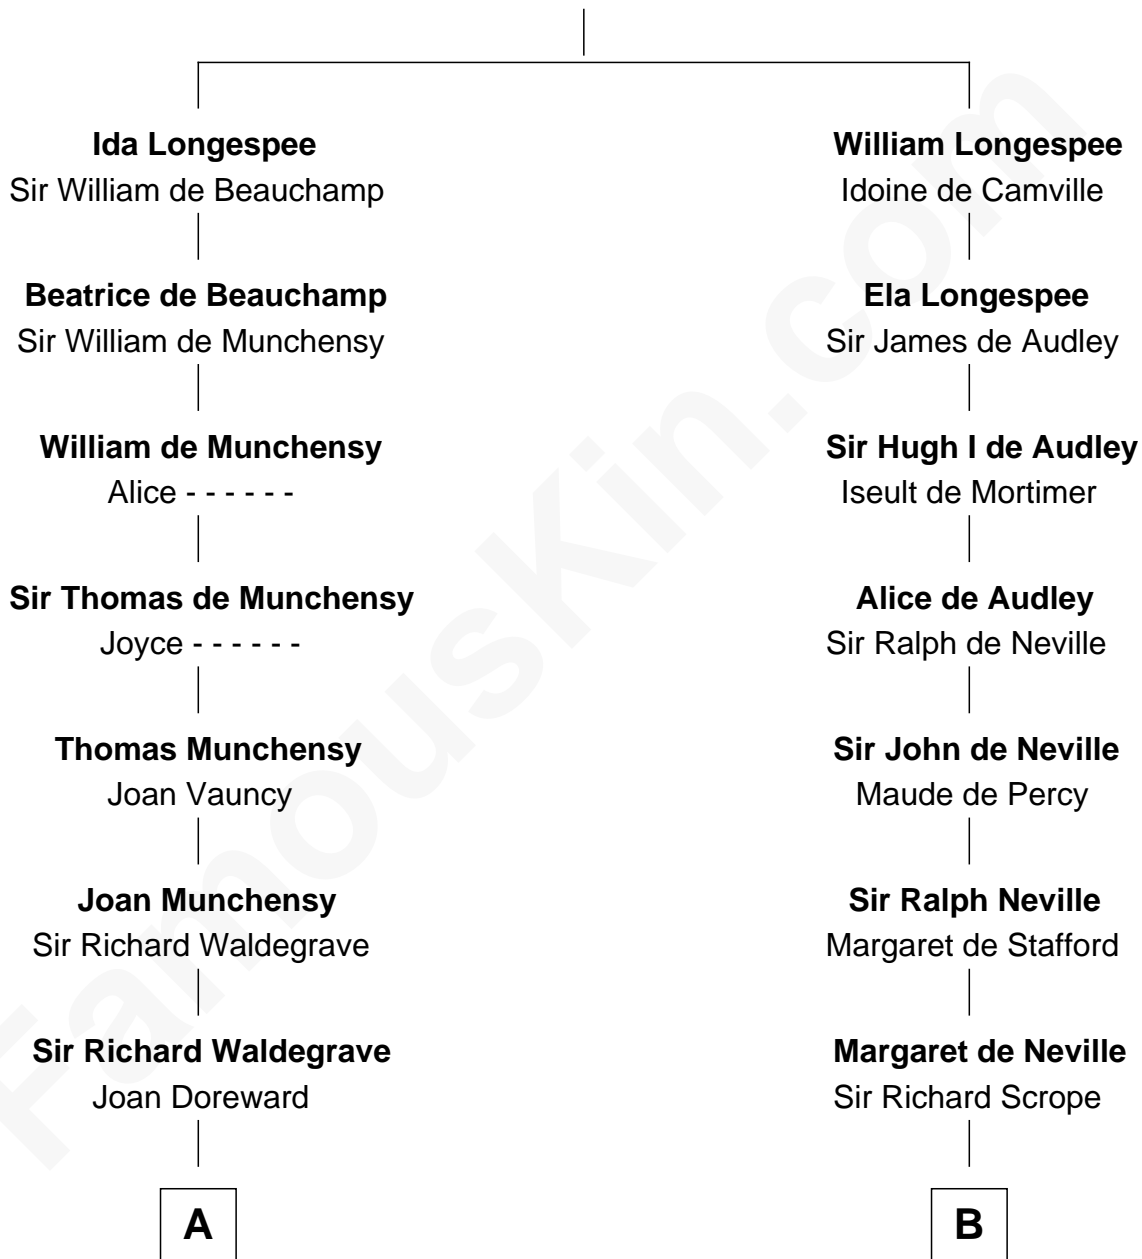 Ida Longespee
Sir William de Beauchamp
Beatrice de Beauchamp
Sir William de Munchensy
William de Munchensy
Alice - - - - - -
Sir Thomas de Munchensy
Joyce - - - - - -
Thomas Munchensy
Joan Vauncy
Joan Munchensy
Sir Richard Waldegrave
Sir Richard Waldegrave
Joan Doreward
A
William Longespee
Idoine de Camville
Ela Longespee
Sir James de Audley
Sir Hugh I de Audley
Iseult de Mortimer
Alice de Audley
Sir Ralph de Neville
Sir John de Neville
Maude de Percy
Sir Ralph Neville
Margaret de Stafford
Margaret de Neville
Sir Richard Scrope
B
FamousKin.com